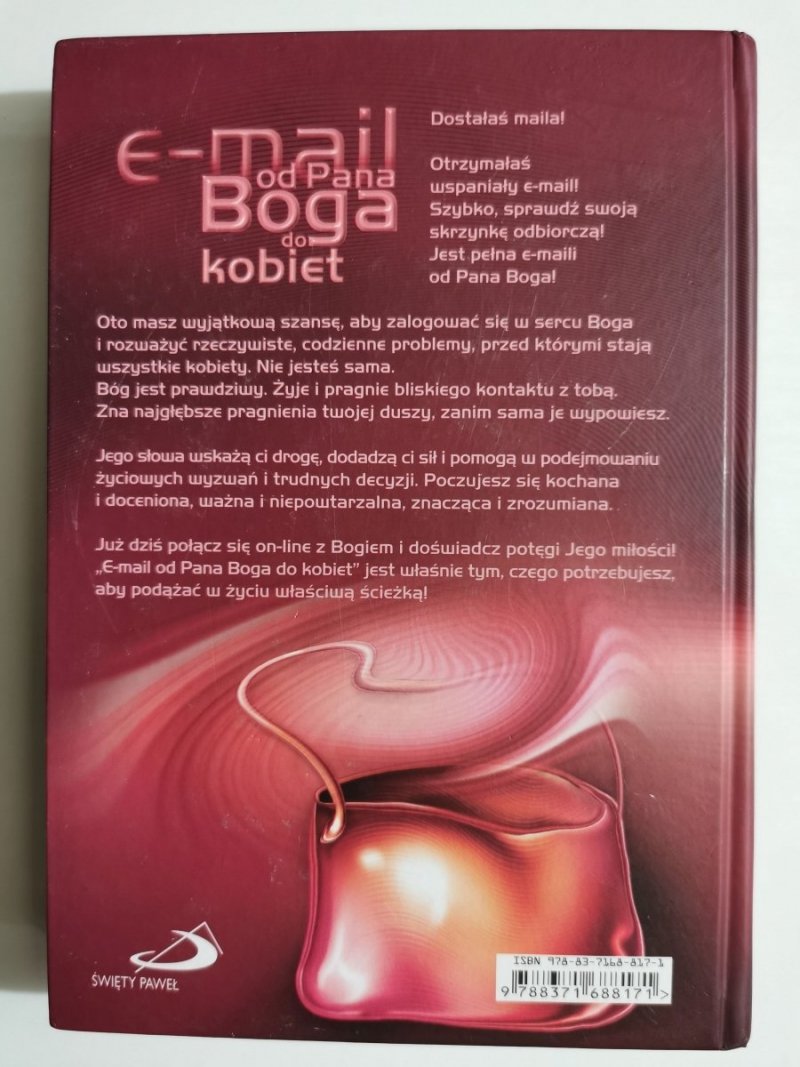 e-mail
od Pana
Boga
do
kobiet
Dostałaś maila!
Otrzymałaś
wspaniały e-mail!
Szybko, sprawdź swoją
skrzynkę odbiorczą!
Jest pełna e-maili
od Pana Boga!
Oto masz wyjątkową szansę, aby zalogować się w sercu Boga
i rozważyć rzeczywiste, codzienne problemy, przed którymi stają
wszystkie kobiety. Nie jesteś sama.
Bóg jest prawdziwy. Żyje i pragnie bliskiego kontaktu z tobą.
Zna najgłębsze pragnienia twojej duszy, zanim sama je wypowiesz.
Jego słowa wskażą ci drogę, dodadzą ci sił i pomogą w podejmowaniu
życiowych wyzwań i trudnych decyzji. Poczujesz się kochana
i doceniona, ważna i niepowtarzalna, znacząca i zrozumiana.
Już dziś połącz się on-line z Bogiem i doświadcz potęgi Jego miłości!
„E-mail od Pana Boga do kobiet” jest właśnie tym, czego potrzebujesz,
aby podążać w życiu właściwą ścieżką!
ŚWIĘTY PAWEŁ
ISBN 978-83-7168-817-1
9 788371 688171 >